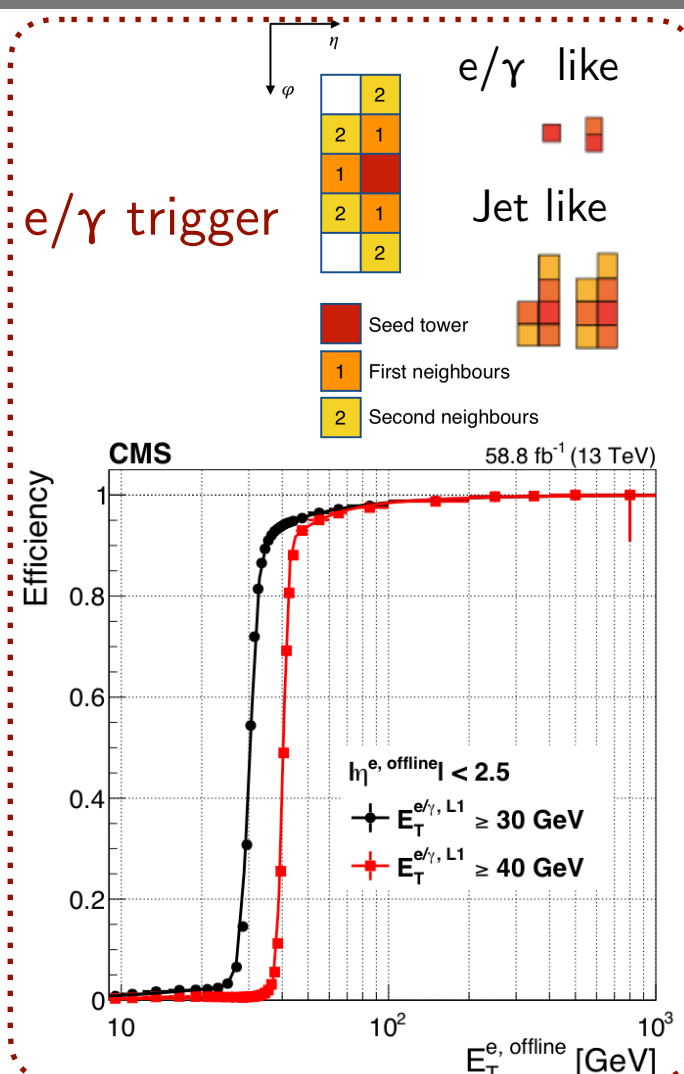 η
φ
e/γ like
2
2 1
1
2 1
2
e/γ trigger
Jet like
Seed tower
1 First neighbours
2 Second neighbours
CMS 58.8 fb⁻¹ (13 TeV)
Efficiency
1
0.8
0.6
0.4
0.2
0
|η^e, offline| < 2.5
E_T^e/γ, L1 ≥ 30 GeV
E_T^e/γ, L1 ≥ 40 GeV
10 10² 10³
E_T^e, offline [GeV]